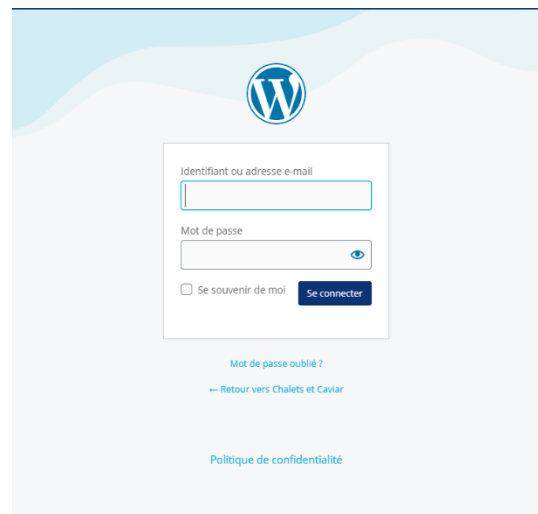 Identifiant ou adresse e-mail
Mot de passe
Se souvenir de moi
Se connecter
Mot de passe oublié ?
← Retour vers Chalets et Caviar
Politique de confidentialité